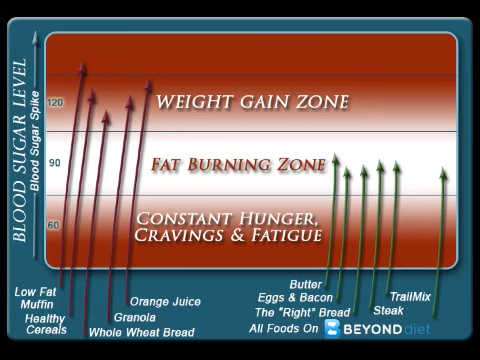 BLOOD SUGAR LEVEL
Blood Sugar Spike
120
90
60
WEIGHT GAIN ZONE
FAT BURNING ZONE
CONSTANT HUNGER,
CRAVINGS & FATIGUE
Low Fat
Muffin
Healthy
Cereals
Orange Juice
Granola
Whole Wheat Bread
Butter
Eggs & Bacon
The "Right" Bread
All Foods On BEYOND diet
TrailMix
Steak